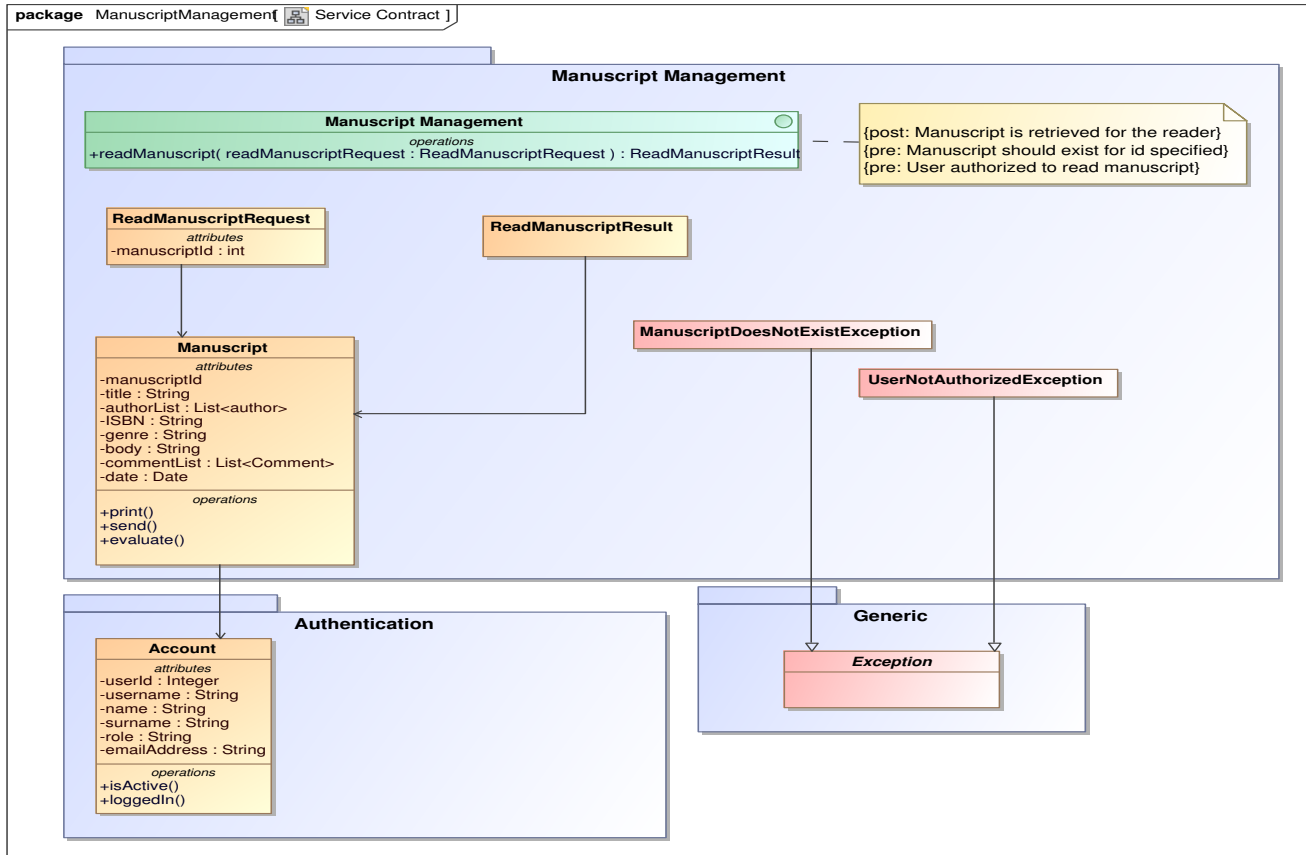 package ManuscriptManagement[ Service Contract ]
Manuscript Management
Manuscript Management
operations
+readManuscript( readManuscriptRequest : ReadManuscriptRequest ) : ReadManuscriptResult
{post: Manuscript is retrieved for the reader}
{pre: Manuscript should exist for id specified}
{pre: User authorized to read manuscript}
ReadManuscriptRequest
attributes
-manuscriptId : int
ReadManuscriptResult
ManuscriptDoesNotExistException
UserNotAuthorizedException
Manuscript
attributes
-manuscriptId
-title : String
-authorList : List<author>
-ISBN : String
-genre : String
-body : String
-commentList : List<Comment>
-date : Date
operations
+print()
+send()
+evaluate()
Authentication
Account
attributes
-userId : Integer
-username : String
-name : String
-surname : String
-role : String
-emailAddress : String
operations
+isActive()
+loggedIn()
Generic
Exception